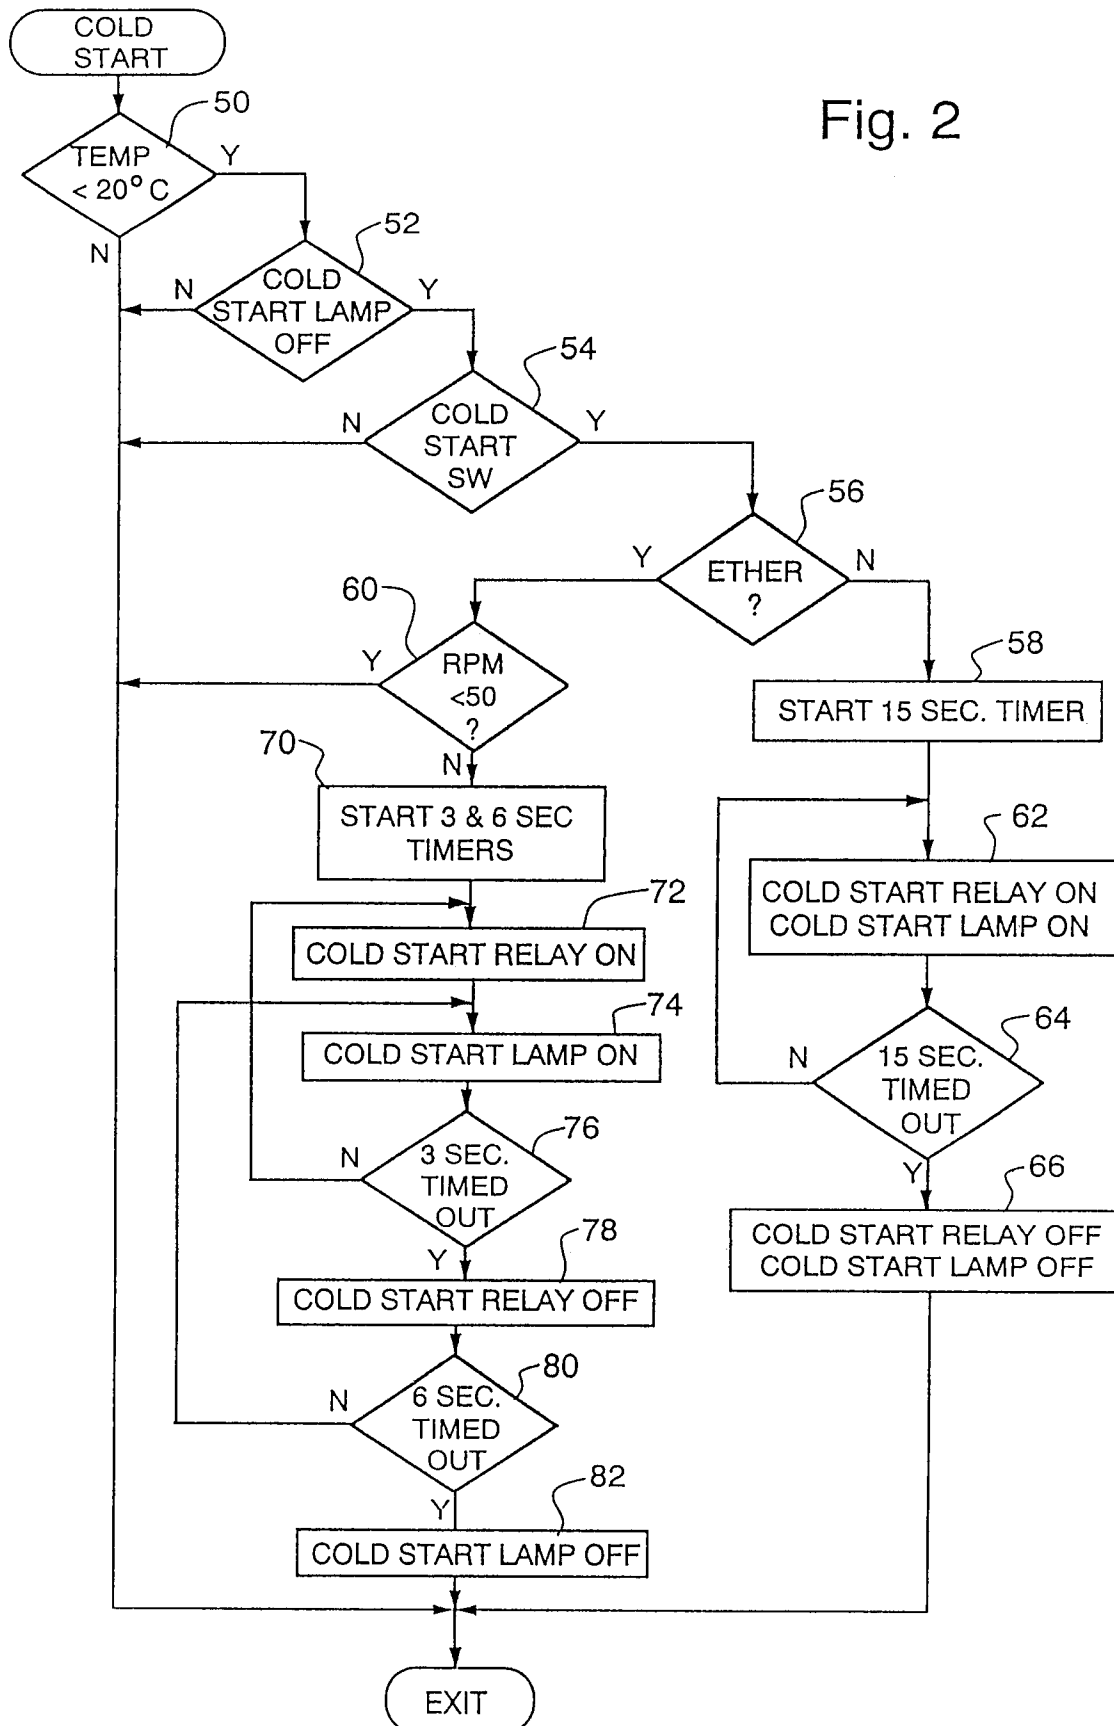 COLD
START
Fig. 2
50
TEMP
< 20° C
Y
N
52
COLD
START LAMP
OFF
N
Y
54
COLD
START
SW
N
Y
56
ETHER
?
Y
N
60
RPM
<50
?
Y
N
58
START 15 SEC. TIMER
70
START 3 & 6 SEC
TIMERS
62
COLD START RELAY ON
COLD START LAMP ON
72
COLD START RELAY ON
74
COLD START LAMP ON
64
15 SEC.
TIMED
OUT
N
Y
76
3 SEC.
TIMED
OUT
N
Y
66
COLD START RELAY OFF
COLD START LAMP OFF
78
COLD START RELAY OFF
80
6 SEC.
TIMED
OUT
N
Y
82
COLD START LAMP OFF
EXIT